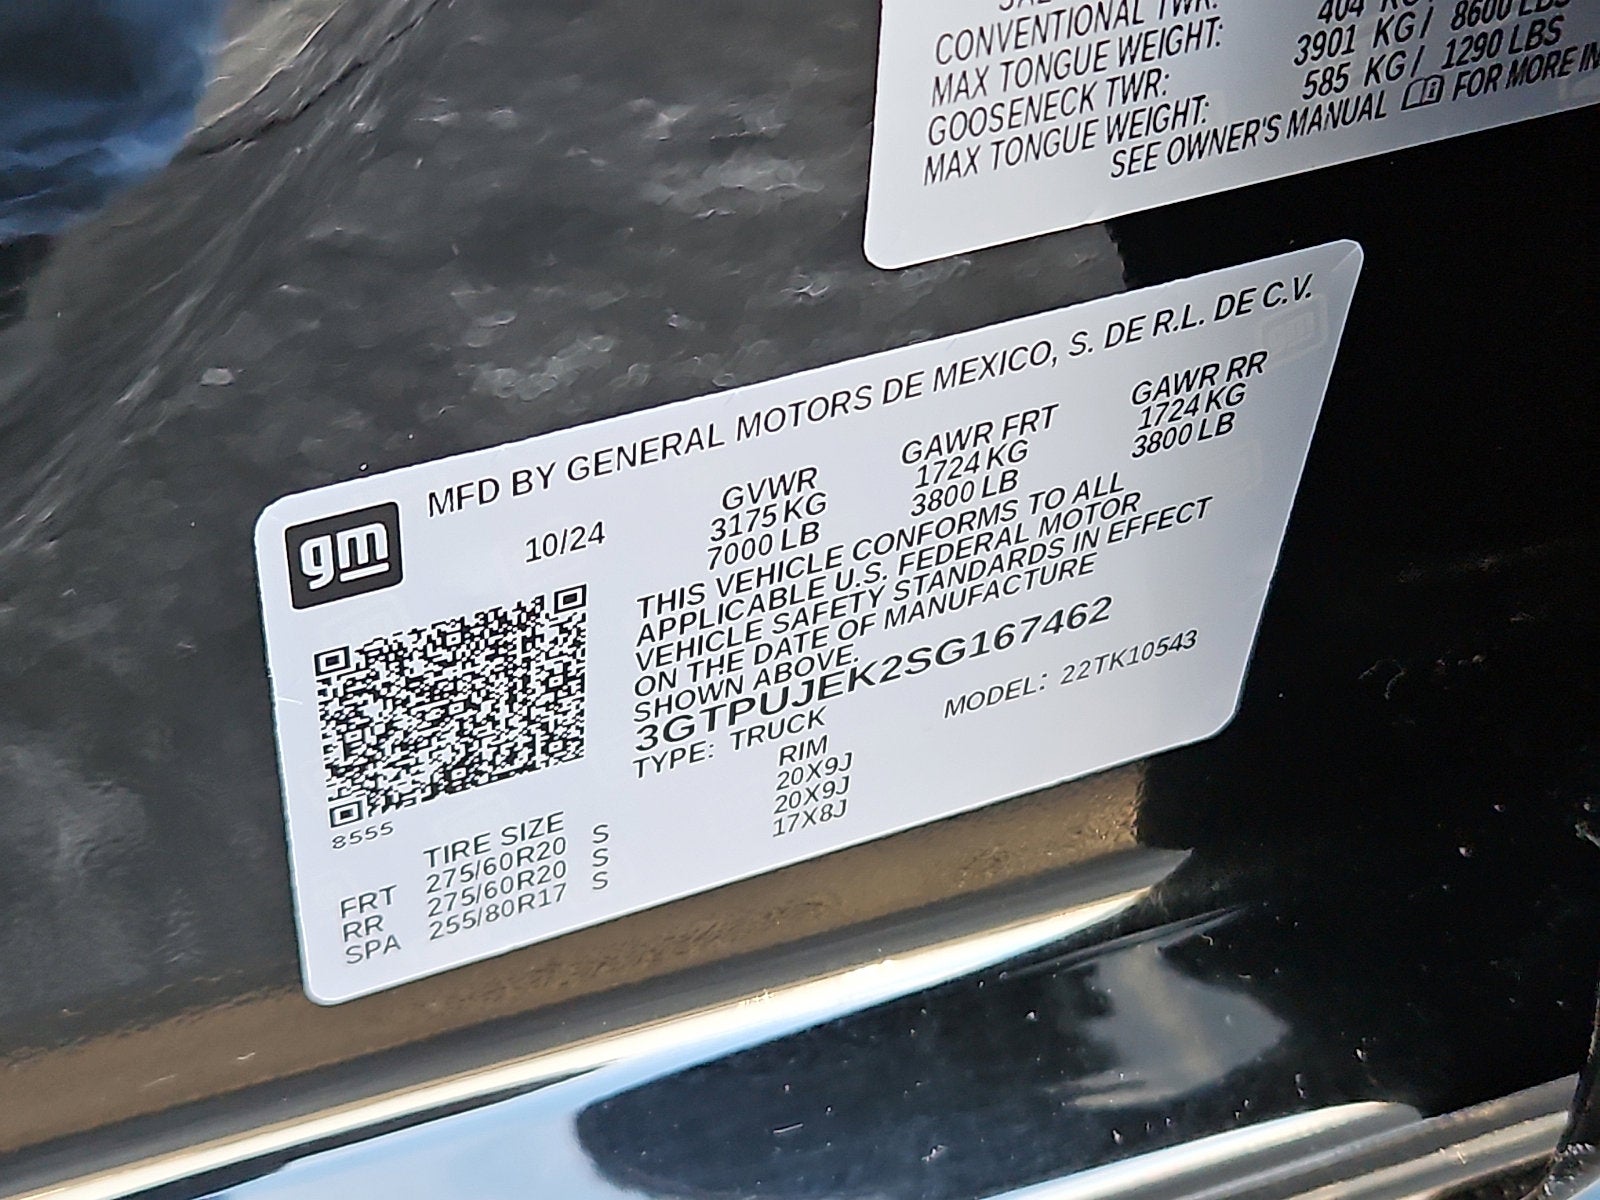 CONVENTIONAL TWR:
MAX TONGUE WEIGHT: 404
GOOSENECK TWR: 3901 KG / 8600 LBS
MAX TONGUE WEIGHT: 585 KG / 1290 LBS
SEE OWNER'S MANUAL FOR MORE
MFD BY GENERAL MOTORS DE MEXICO, S. DE R.L. DE C.V.
gm
10/24
GVWR GAWR FRT GAWR RR
3175 KG 1724 KG 1724 KG
7000 LB 3800 LB 3800 LB
THIS VEHICLE CONFORMS TO ALL
APPLICABLE U.S. FEDERAL MOTOR
VEHICLE SAFETY STANDARDS IN EFFECT
ON THE DATE OF MANUFACTURE
SHOWN ABOVE.
3GTPUJEK2SG167462
TYPE: TRUCK MODEL: 22TK10543
8555
TIRE SIZE RIM
FRT 275/60R20 S 20X9J
RR 275/60R20 S 20X9J
SPA 255/80R17 S 17X8J